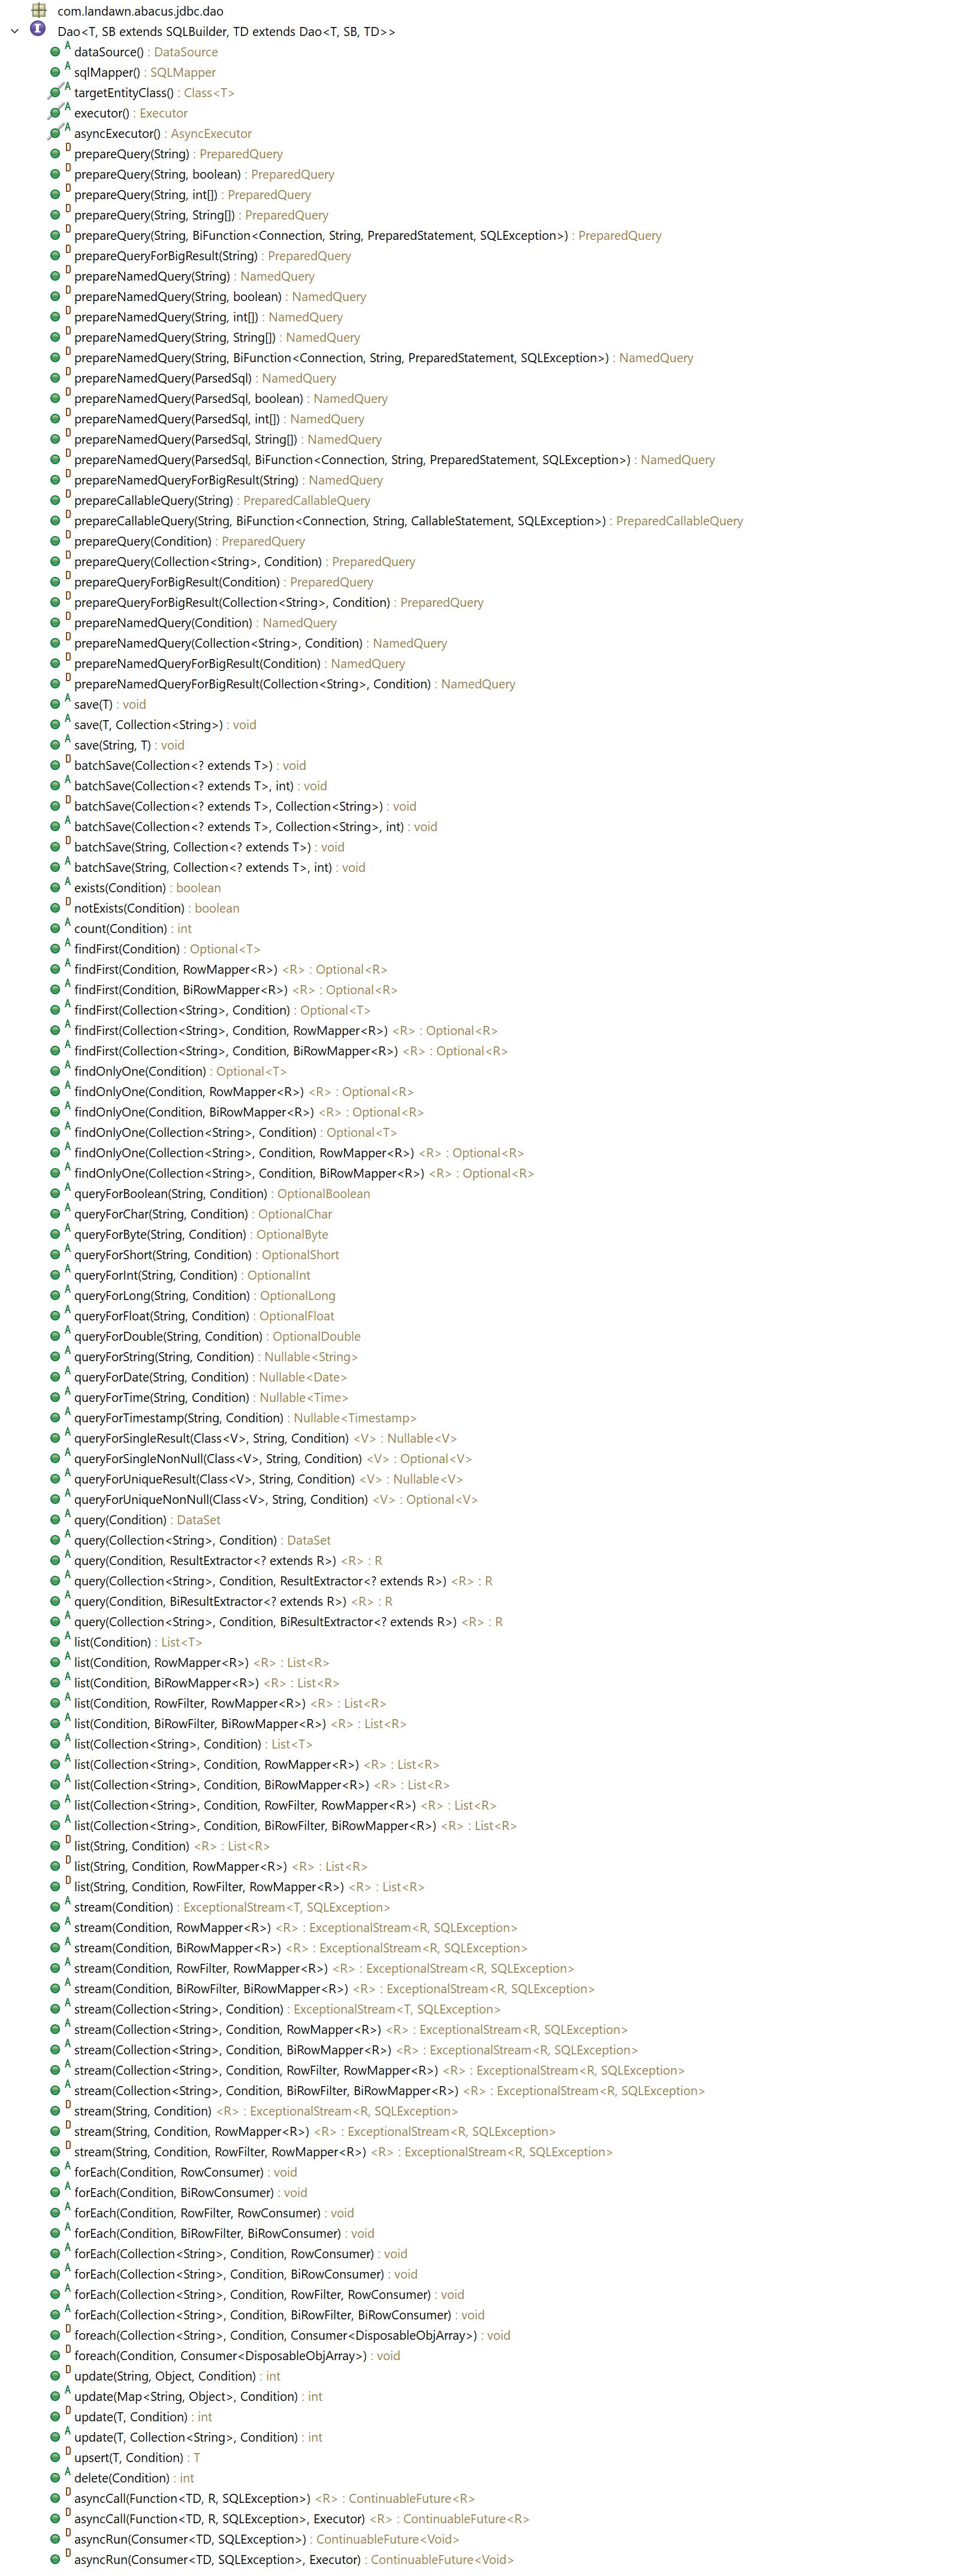 com.landawn.abacus.jdbc.dao
Dao<T, SB extends SQLBuilder, TD extends Dao<T, SB, TD>>
dataSource() : DataSource
sqlMapper() : SQLMapper
targetEntityClass() : Class<T>
executor() : Executor
asyncExecutor() : AsyncExecutor
prepareQuery(String) : PreparedQuery
prepareQuery(String, boolean) : PreparedQuery
prepareQuery(String, int[]) : PreparedQuery
prepareQuery(String, String[]) : PreparedQuery
prepareQuery(String, BiFunction<Connection, String, PreparedStatement, SQLException>) : PreparedQuery
prepareQueryForBigResult(String) : PreparedQuery
prepareNamedQuery(String) : NamedQuery
prepareNamedQuery(String, boolean) : NamedQuery
prepareNamedQuery(String, int[]) : NamedQuery
prepareNamedQuery(String, String[]) : NamedQuery
prepareNamedQuery(String, BiFunction<Connection, String, PreparedStatement, SQLException>) : NamedQuery
prepareNamedQuery(ParsedSql) : NamedQuery
prepareNamedQuery(ParsedSql, boolean) : NamedQuery
prepareNamedQuery(ParsedSql, int[]) : NamedQuery
prepareNamedQuery(ParsedSql, String[]) : NamedQuery
prepareNamedQuery(ParsedSql, BiFunction<Connection, String, PreparedStatement, SQLException>) : NamedQuery
prepareNamedQueryForBigResult(String) : NamedQuery
prepareCallableQuery(String) : PreparedCallableQuery
prepareCallableQuery(String, BiFunction<Connection, String, CallableStatement, SQLException>) : PreparedCallableQuery
prepareQuery(Condition) : PreparedQuery
prepareQuery(Collection<String>, Condition) : PreparedQuery
prepareQueryForBigResult(Condition) : PreparedQuery
prepareQueryForBigResult(Collection<String>, Condition) : PreparedQuery
prepareNamedQuery(Condition) : NamedQuery
prepareNamedQuery(Collection<String>, Condition) : NamedQuery
prepareNamedQueryForBigResult(Condition) : NamedQuery
prepareNamedQueryForBigResult(Collection<String>, Condition) : NamedQuery
save(T) : void
save(T, Collection<String>) : void
save(String, T) : void
batchSave(Collection<? extends T>) : void
batchSave(Collection<? extends T>, int) : void
batchSave(Collection<? extends T>, Collection<String>) : void
batchSave(Collection<? extends T>, Collection<String>, int) : void
batchSave(String, Collection<? extends T>) : void
batchSave(String, Collection<? extends T>, int) : void
exists(Condition) : boolean
notExists(Condition) : boolean
count(Condition) : int
findFirst(Condition) : Optional<T>
findFirst(Condition, RowMapper<R>) <R> : Optional<R>
findFirst(Condition, BiRowMapper<R>) <R> : Optional<R>
findFirst(Collection<String>, Condition) : Optional<T>
findFirst(Collection<String>, Condition, RowMapper<R>) <R> : Optional<R>
findFirst(Collection<String>, Condition, BiRowMapper<R>) <R> : Optional<R>
findOnlyOne(Condition) : Optional<T>
findOnlyOne(Condition, RowMapper<R>) <R> : Optional<R>
findOnlyOne(Condition, BiRowMapper<R>) <R> : Optional<R>
findOnlyOne(Collection<String>, Condition) : Optional<T>
findOnlyOne(Collection<String>, Condition, RowMapper<R>) <R> : Optional<R>
findOnlyOne(Collection<String>, Condition, BiRowMapper<R>) <R> : Optional<R>
queryForBoolean(String, Condition) : OptionalBoolean
queryForChar(String, Condition) : OptionalChar
queryForByte(String, Condition) : OptionalByte
queryForShort(String, Condition) : OptionalShort
queryForInt(String, Condition) : OptionalInt
queryForLong(String, Condition) : OptionalLong
queryForFloat(String, Condition) : OptionalFloat
queryForDouble(String, Condition) : OptionalDouble
queryForString(String, Condition) : Nullable<String>
queryForDate(String, Condition) : Nullable<Date>
queryForTime(String, Condition) : Nullable<Time>
queryForTimestamp(String, Condition) : Nullable<Timestamp>
queryForSingleResult(Class<V>, String, Condition) <V> : Nullable<V>
queryForSingleNonNull(Class<V>, String, Condition) <V> : Optional<V>
queryForUniqueResult(Class<V>, String, Condition) <V> : Nullable<V>
queryForUniqueNonNull(Class<V>, String, Condition) <V> : Optional<V>
query(Condition) : DataSet
query(Collection<String>, Condition) : DataSet
query(Condition, ResultExtractor<? extends R>) <R> : R
query(Collection<String>, Condition, ResultExtractor<? extends R>) <R> : R
query(Condition, BiResultExtractor<? extends R>) <R> : R
query(Collection<String>, Condition, BiResultExtractor<? extends R>) <R> : R
list(Condition) : List<T>
list(Condition, RowMapper<R>) <R> : List<R>
list(Condition, BiRowMapper<R>) <R> : List<R>
list(Condition, RowFilter, RowMapper<R>) <R> : List<R>
list(Condition, BiRowFilter, BiRowMapper<R>) <R> : List<R>
list(Collection<String>, Condition) : List<T>
list(Collection<String>, Condition, RowMapper<R>) <R> : List<R>
list(Collection<String>, Condition, BiRowMapper<R>) <R> : List<R>
list(Collection<String>, Condition, RowFilter, RowMapper<R>) <R> : List<R>
list(Collection<String>, Condition, BiRowFilter, BiRowMapper<R>) <R> : List<R>
list(String, Condition) <R> : List<R>
list(String, Condition, RowMapper<R>) <R> : List<R>
list(String, Condition, RowFilter, RowMapper<R>) <R> : List<R>
stream(Condition) : ExceptionalStream<T, SQLException>
stream(Condition, RowMapper<R>) <R> : ExceptionalStream<R, SQLException>
stream(Condition, BiRowMapper<R>) <R> : ExceptionalStream<R, SQLException>
stream(Condition, RowFilter, RowMapper<R>) <R> : ExceptionalStream<R, SQLException>
stream(Condition, BiRowFilter, BiRowMapper<R>) <R> : ExceptionalStream<R, SQLException>
stream(Collection<String>, Condition) : ExceptionalStream<T, SQLException>
stream(Collection<String>, Condition, RowMapper<R>) <R> : ExceptionalStream<R, SQLException>
stream(Collection<String>, Condition, BiRowMapper<R>) <R> : ExceptionalStream<R, SQLException>
stream(Collection<String>, Condition, RowFilter, RowMapper<R>) <R> : ExceptionalStream<R, SQLException>
stream(Collection<String>, Condition, BiRowFilter, BiRowMapper<R>) <R> : ExceptionalStream<R, SQLException>
stream(String, Condition) <R> : ExceptionalStream<R, SQLException>
stream(String, Condition, RowMapper<R>) <R> : ExceptionalStream<R, SQLException>
stream(String, Condition, RowFilter, RowMapper<R>) <R> : ExceptionalStream<R, SQLException>
forEach(Condition, RowConsumer) : void
forEach(Condition, BiRowConsumer) : void
forEach(Condition, RowFilter, RowConsumer) : void
forEach(Condition, BiRowFilter, BiRowConsumer) : void
forEach(Collection<String>, Condition, RowConsumer) : void
forEach(Collection<String>, Condition, BiRowConsumer) : void
forEach(Collection<String>, Condition, RowFilter, RowConsumer) : void
forEach(Collection<String>, Condition, BiRowFilter, BiRowConsumer) : void
foreach(Collection<String>, Condition, Consumer<DisposableObjArray>) : void
foreach(Condition, Consumer<DisposableObjArray>) : void
update(String, Object, Condition) : int
update(Map<String, Object>, Condition) : int
update(T, Condition) : int
update(T, Collection<String>, Condition) : int
upsert(T, Condition) : T
delete(Condition) : int
asyncCall(Function<TD, R, SQLException>) <R> : ContinuableFuture<R>
asyncCall(Function<TD, R, SQLException>, Executor) <R> : ContinuableFuture<R>
asyncRun(Consumer<TD, SQLException>) : ContinuableFuture<Void>
asyncRun(Consumer<TD, SQLException>, Executor) : ContinuableFuture<Void>